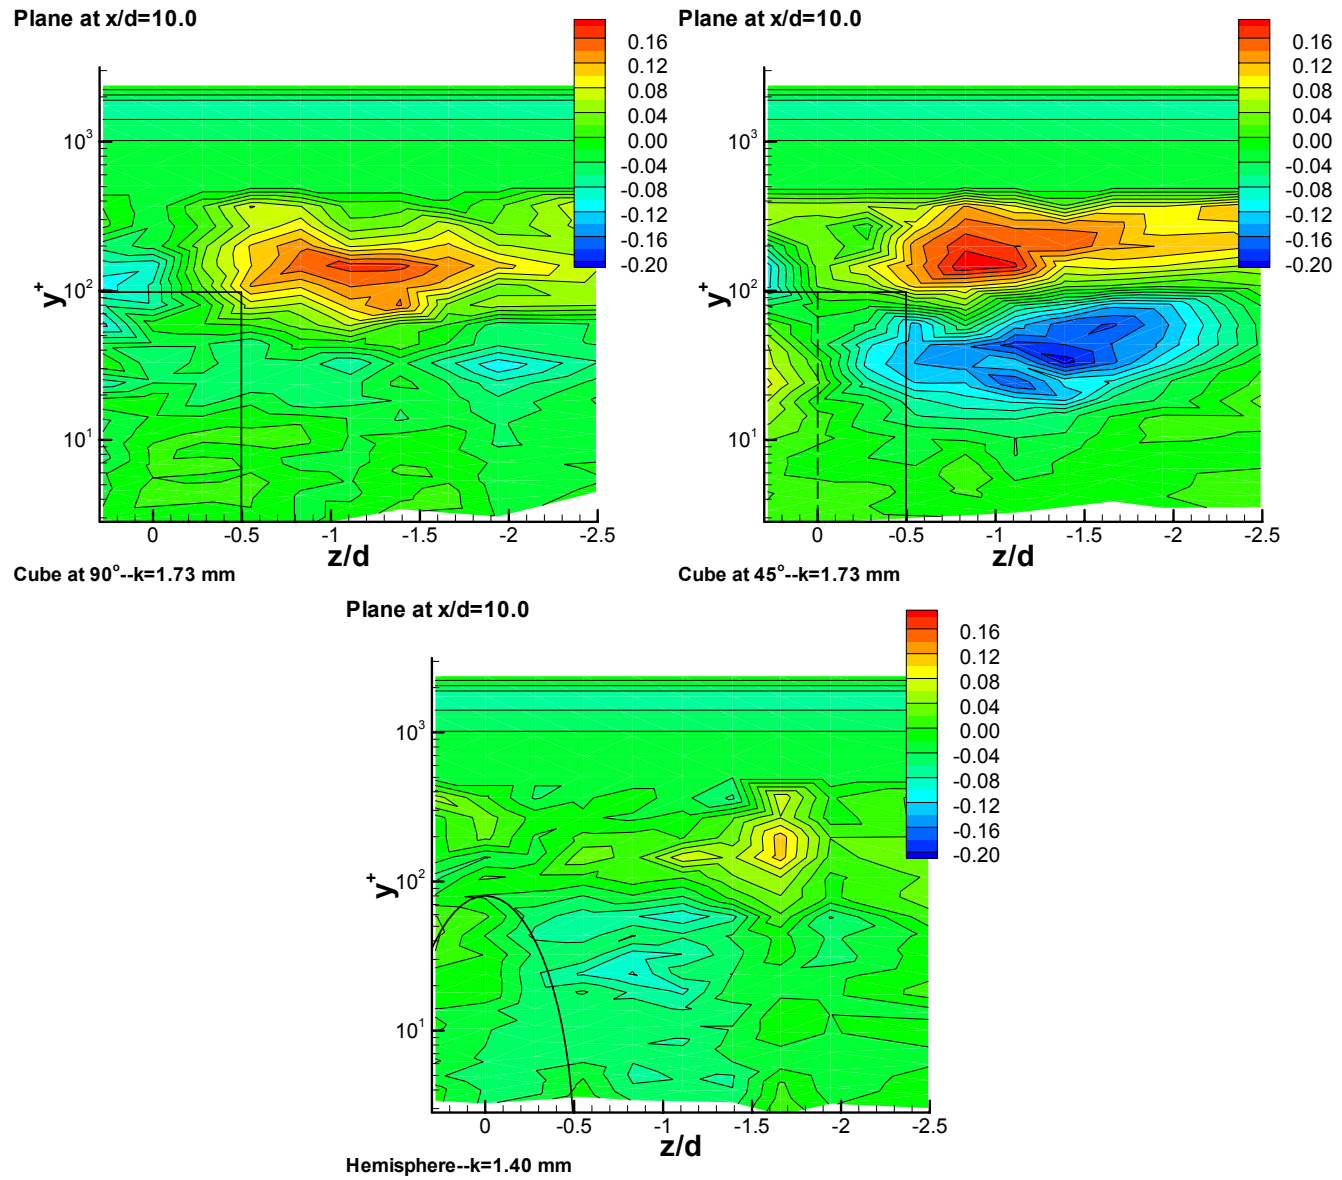 Plane at x/d=10.0
0.16
0.12
0.08
0.04
0.00
-0.04
-0.08
-0.12
-0.16
-0.20
10³
10²
10¹
y⁺
0 -0.5 -1 -1.5 -2 -2.5
z/d
Cube at 90°--k=1.73 mm
Plane at x/d=10.0
0.16
0.12
0.08
0.04
0.00
-0.04
-0.08
-0.12
-0.16
-0.20
10³
10²
10¹
y⁺
0 -0.5 -1 -1.5 -2 -2.5
z/d
Cube at 45°--k=1.73 mm
Plane at x/d=10.0
0.16
0.12
0.08
0.04
0.00
-0.04
-0.08
-0.12
-0.16
-0.20
10³
10²
10¹
y⁺
0 -0.5 -1 -1.5 -2 -2.5
z/d
Hemisphere--k=1.40 mm